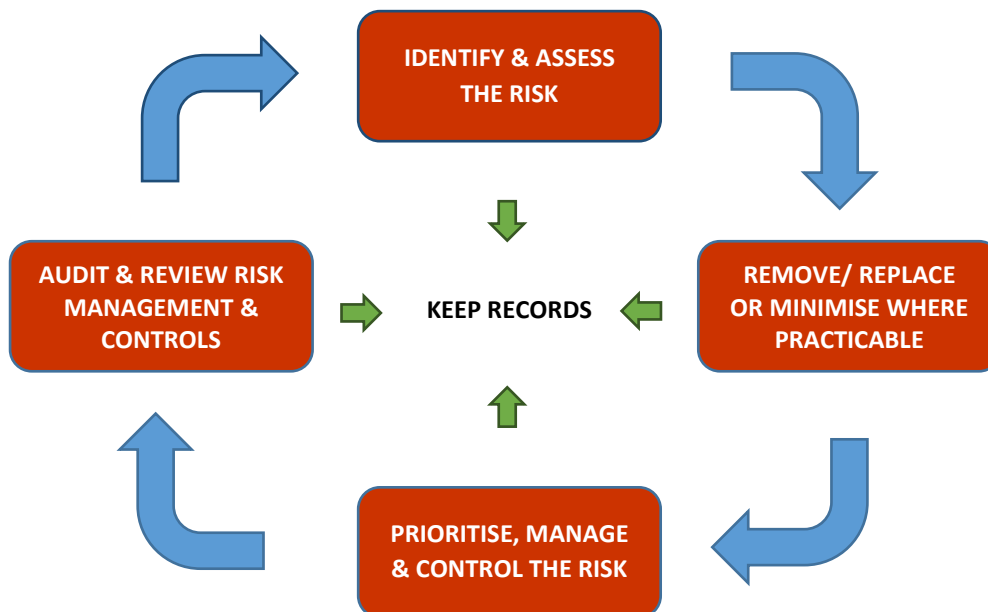 IDENTIFY & ASSESS
THE RISK
AUDIT & REVIEW RISK
MANAGEMENT &
CONTROLS
KEEP RECORDS
REMOVE/ REPLACE
OR MINIMISE WHERE
PRACTICABLE
PRIORITISE, MANAGE
& CONTROL THE RISK